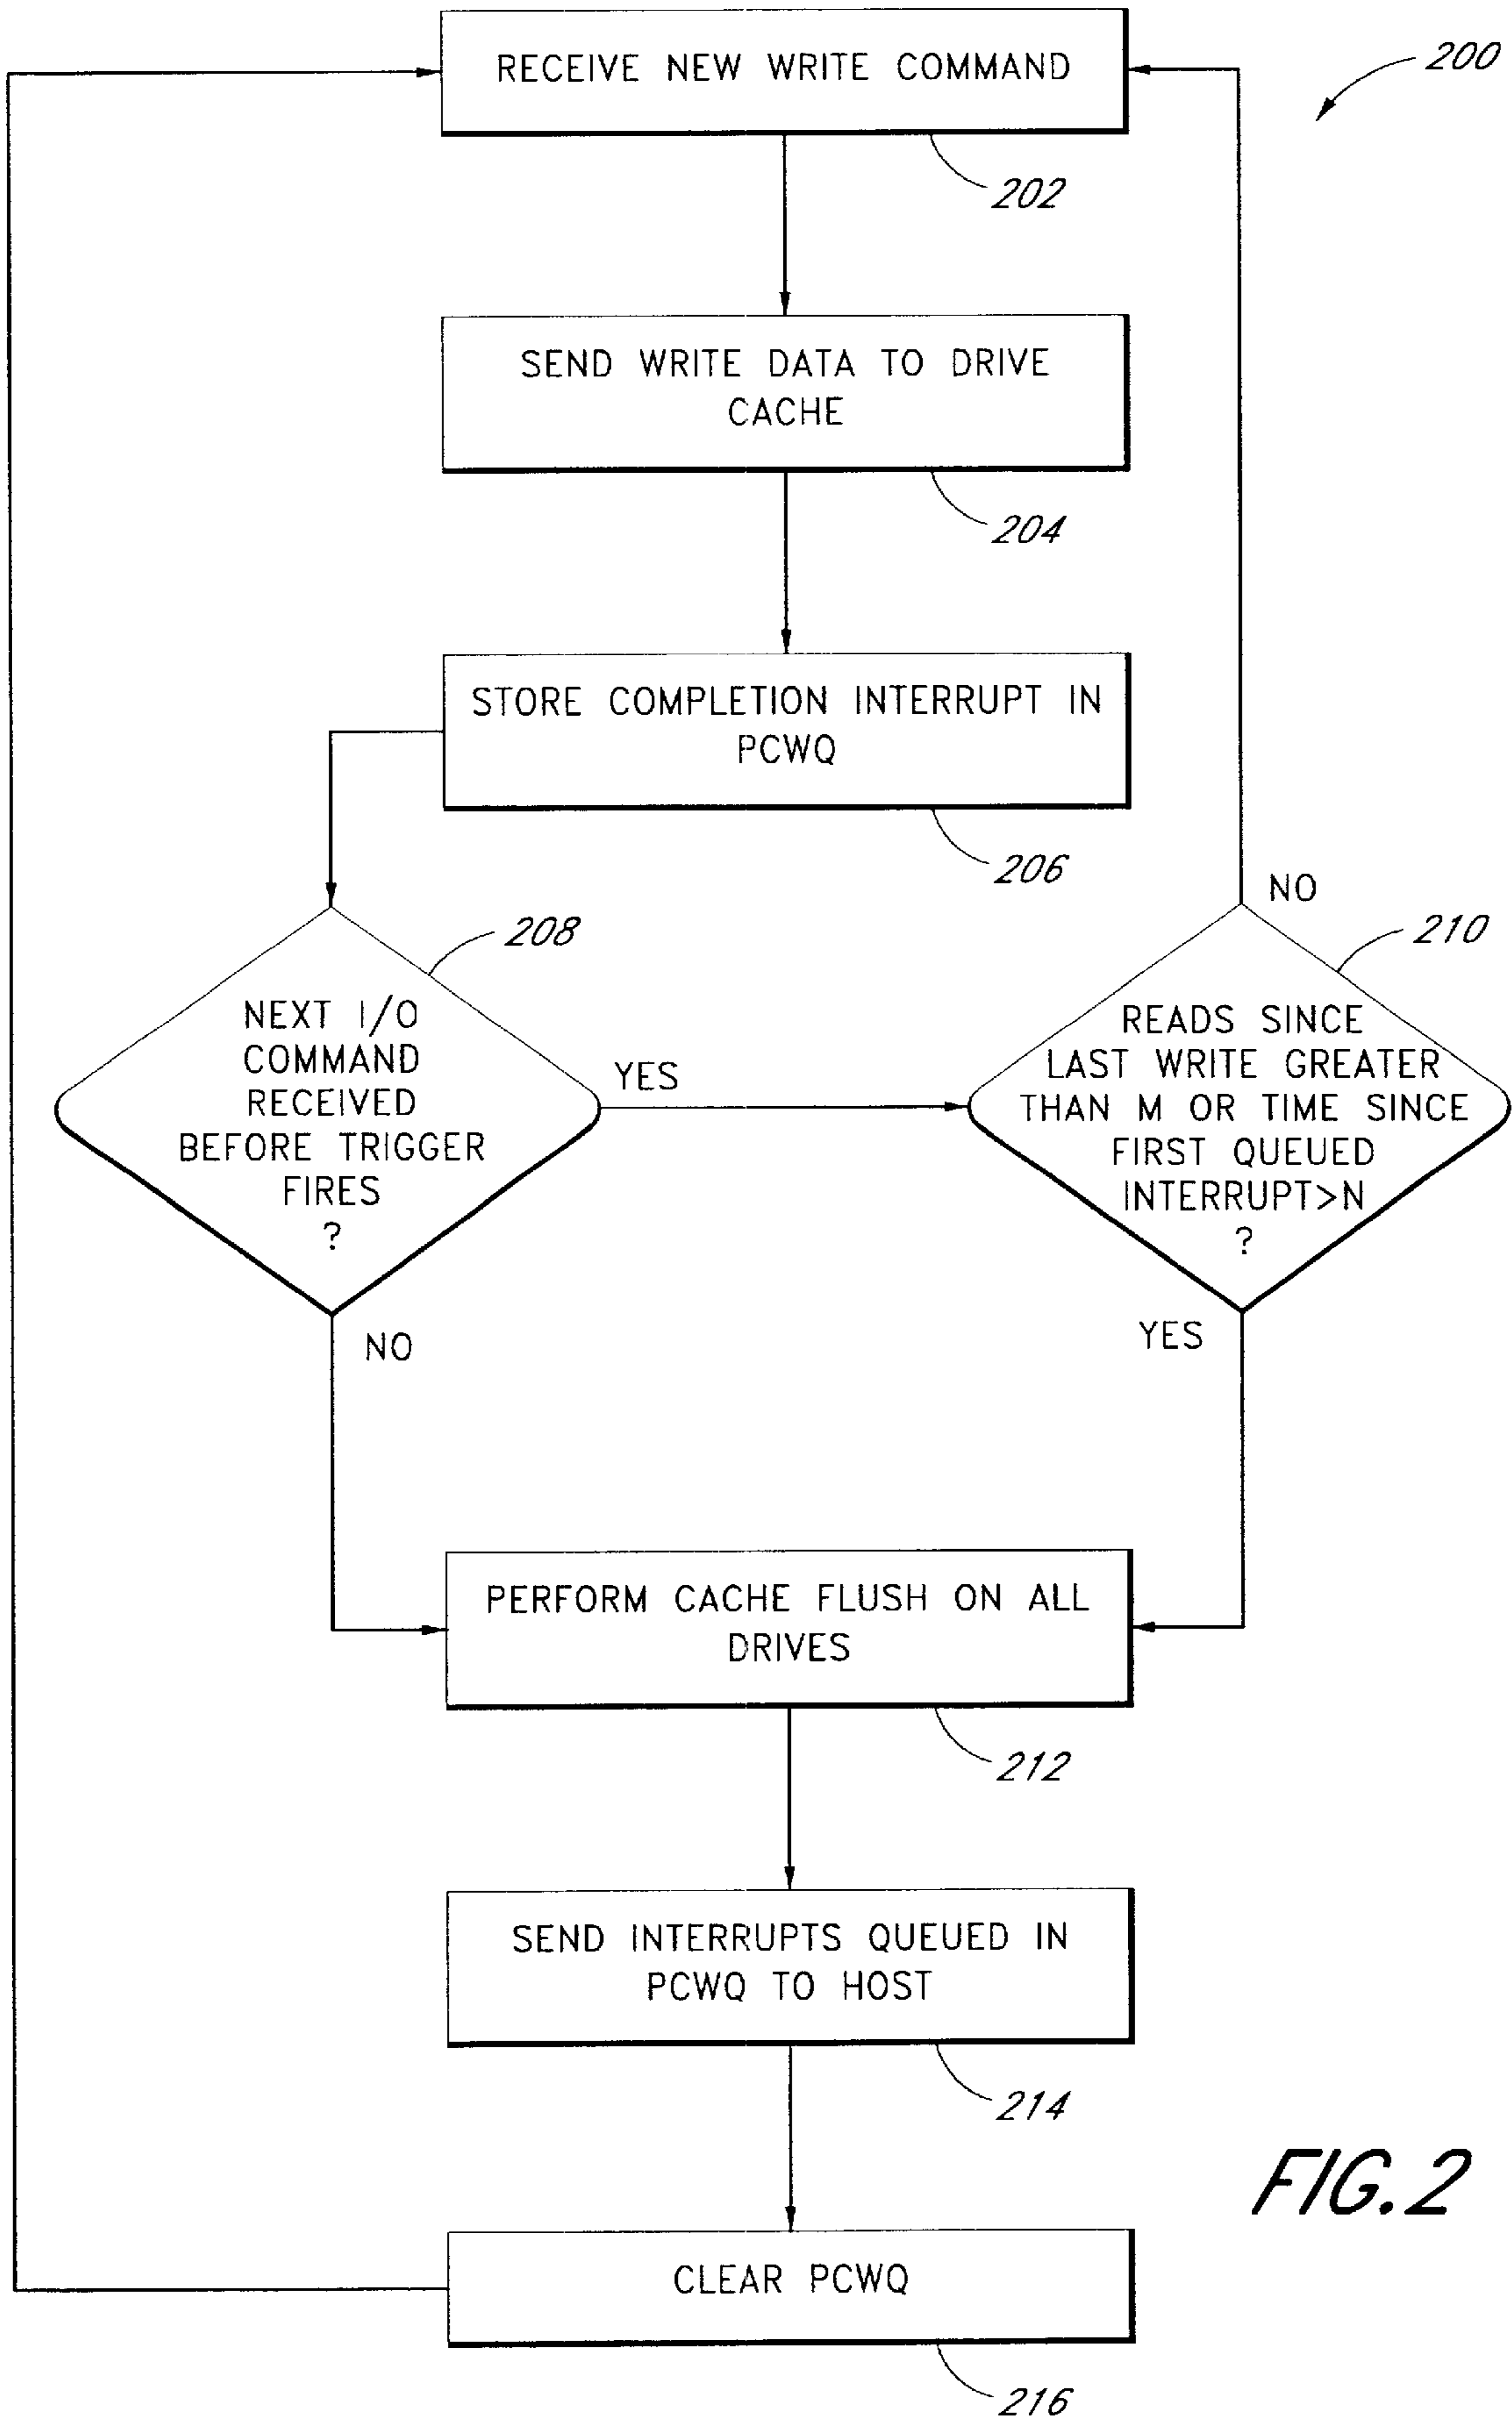 RECEIVE NEW WRITE COMMAND
200
202
SEND WRITE DATA TO DRIVE
CACHE
204
STORE COMPLETION INTERRUPT IN
PCWQ
206
NO
208
210
NEXT I/O
COMMAND
RECEIVED
BEFORE TRIGGER
FIRES
?
YES
READS SINCE
LAST WRITE GREATER
THAN M OR TIME SINCE
FIRST QUEUED
INTERRUPT>N
?
NO
YES
PERFORM CACHE FLUSH ON ALL
DRIVES
212
SEND INTERRUPTS QUEUED IN
PCWQ TO HOST
214
FIG.2
CLEAR PCWQ
216